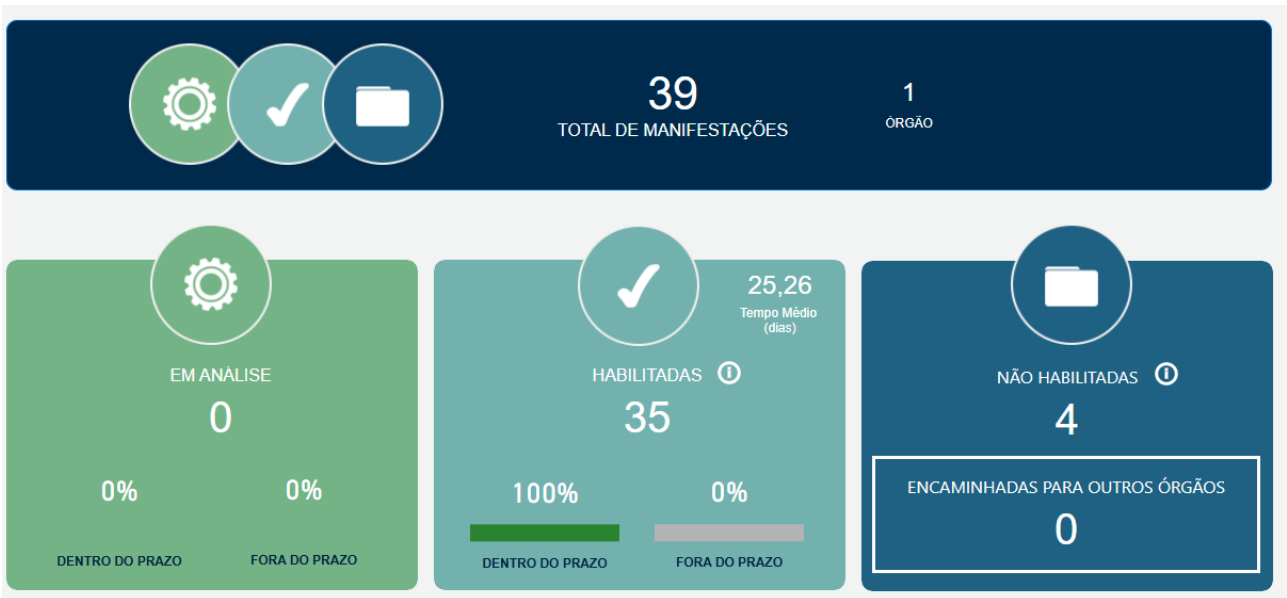 39
TOTAL DE MANIFESTAÇÕES
1
ÓRGÃO
EM ANÁLISE
0
0%
0%
DENTRO DO PRAZO
FORA DO PRAZO
25,26
Tempo Médio
(dias)
HABILITADAS
35
100%
0%
DENTRO DO PRAZO
FORA DO PRAZO
NÃO HABILITADAS
4
ENCAMINHADAS PARA OUTROS ÓRGÃOS
0